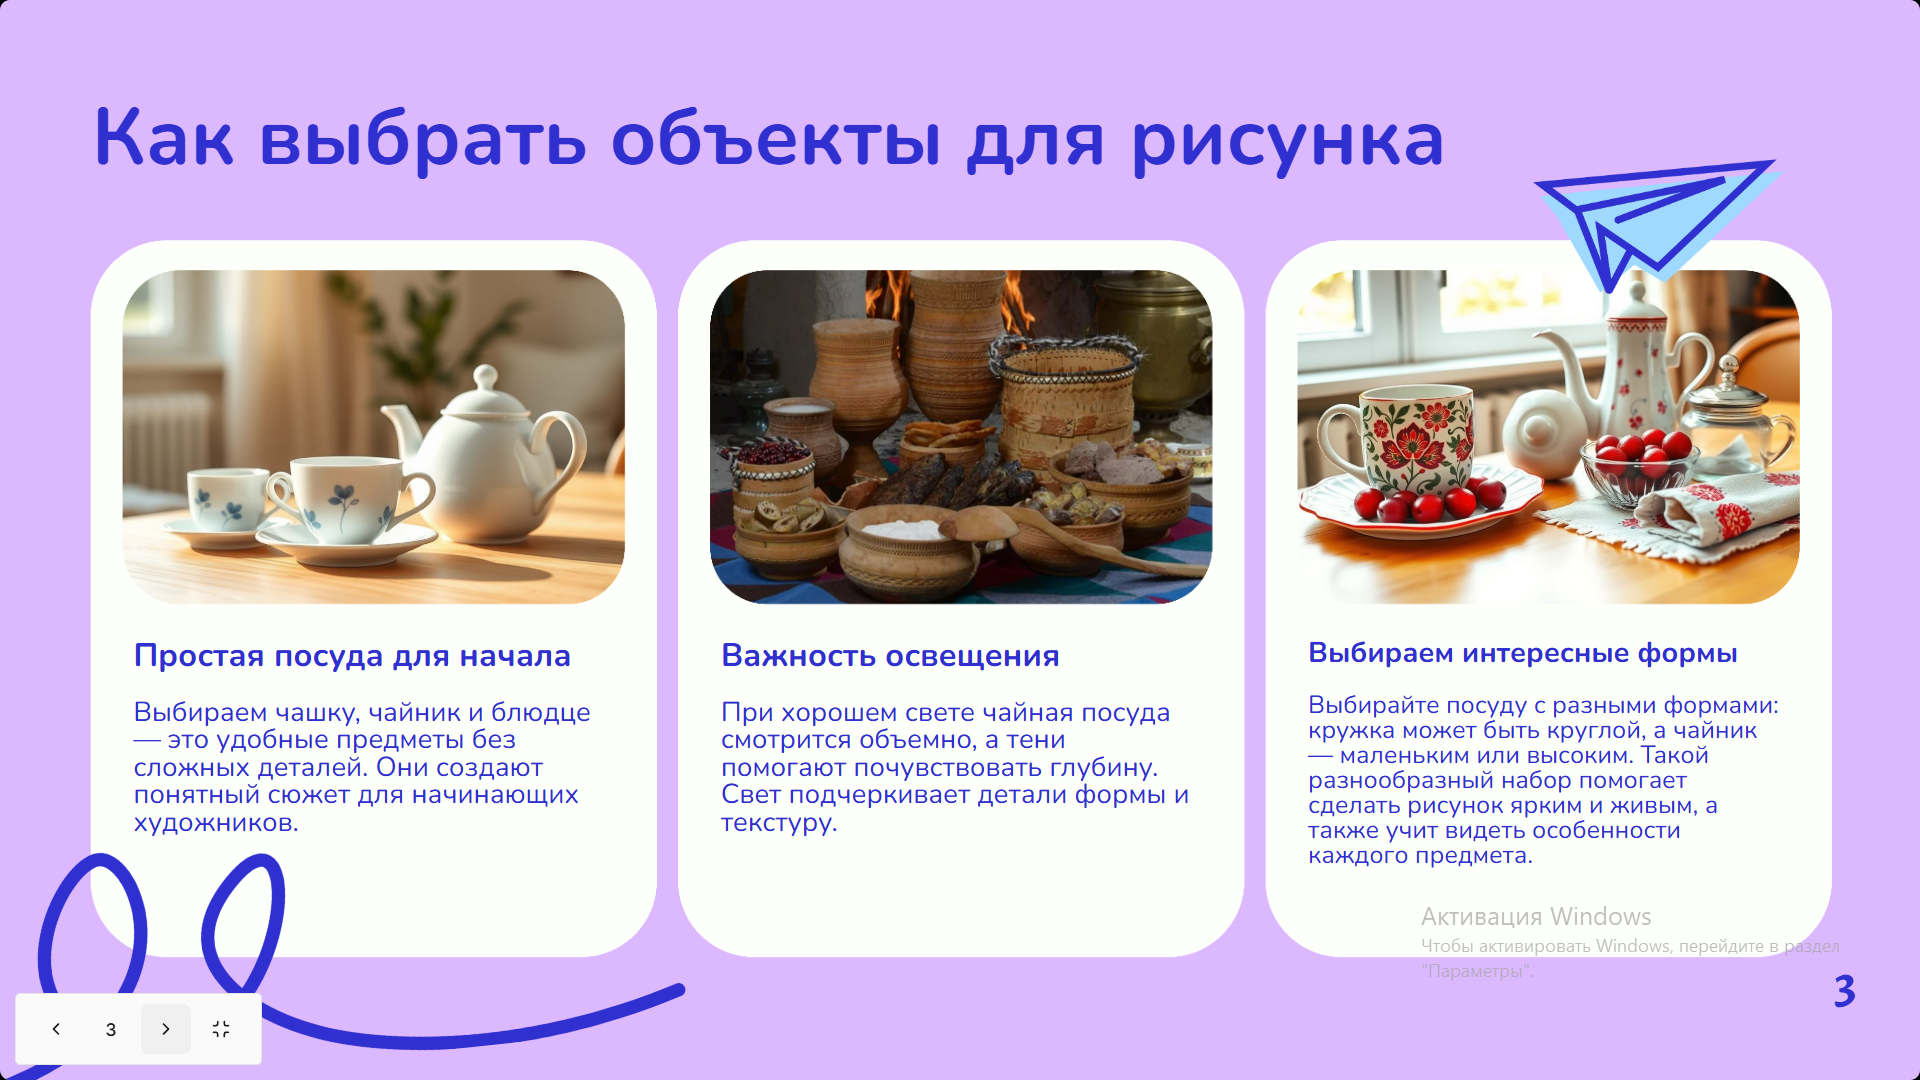 Как выбрать объекты для рисунка
Простая посуда для начала
Выбираем чашку, чайник и блюдце
— это удобные предметы без
сложных деталей. Они создают
понятный сюжет для начинающих
художников.
Важность освещения
При хорошем свете чайная посуда
смотрится объемно, а тени
помогают почувствовать глубину.
Свет подчеркивает детали формы и
текстуру.
Выбираем интересные формы
Выбирайте посуду с разными формами:
кружка может быть круглой, а чайник
— маленьким или высоким. Такой
разнообразный набор помогает
сделать рисунок ярким и живым, а
также учит видеть особенности
каждого предмета.
Активация Windows
Чтобы активировать Windows, перейдите в раздел
"Параметры".
3
3